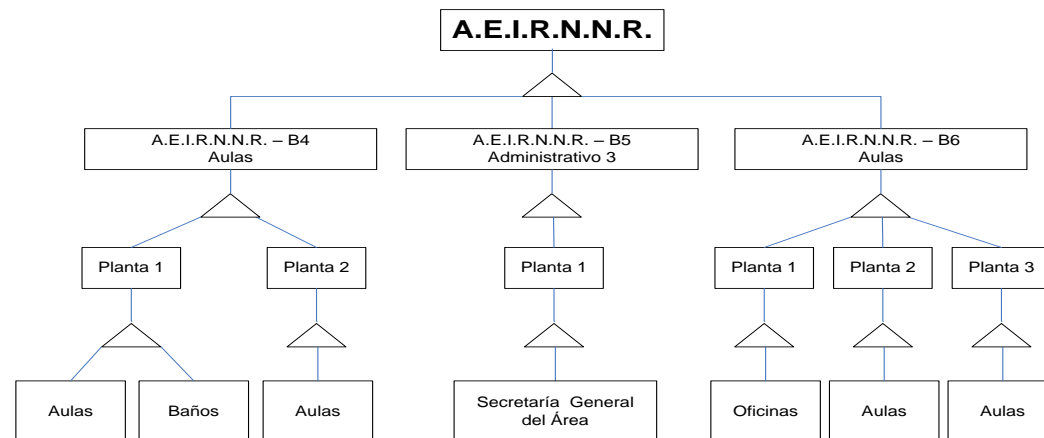 A.E.I.R.N.N.R.
A.E.I.R.N.N.R. – B4
Aulas
A.E.I.R.N.N.R. – B5
Administrativo 3
A.E.I.R.N.N.R. – B6
Aulas
Planta 1
Planta 2
Planta 1
Planta 1
Planta 2
Planta 3
Aulas
Baños
Aulas
Secretaría General
del Área
Oficinas
Aulas
Aulas